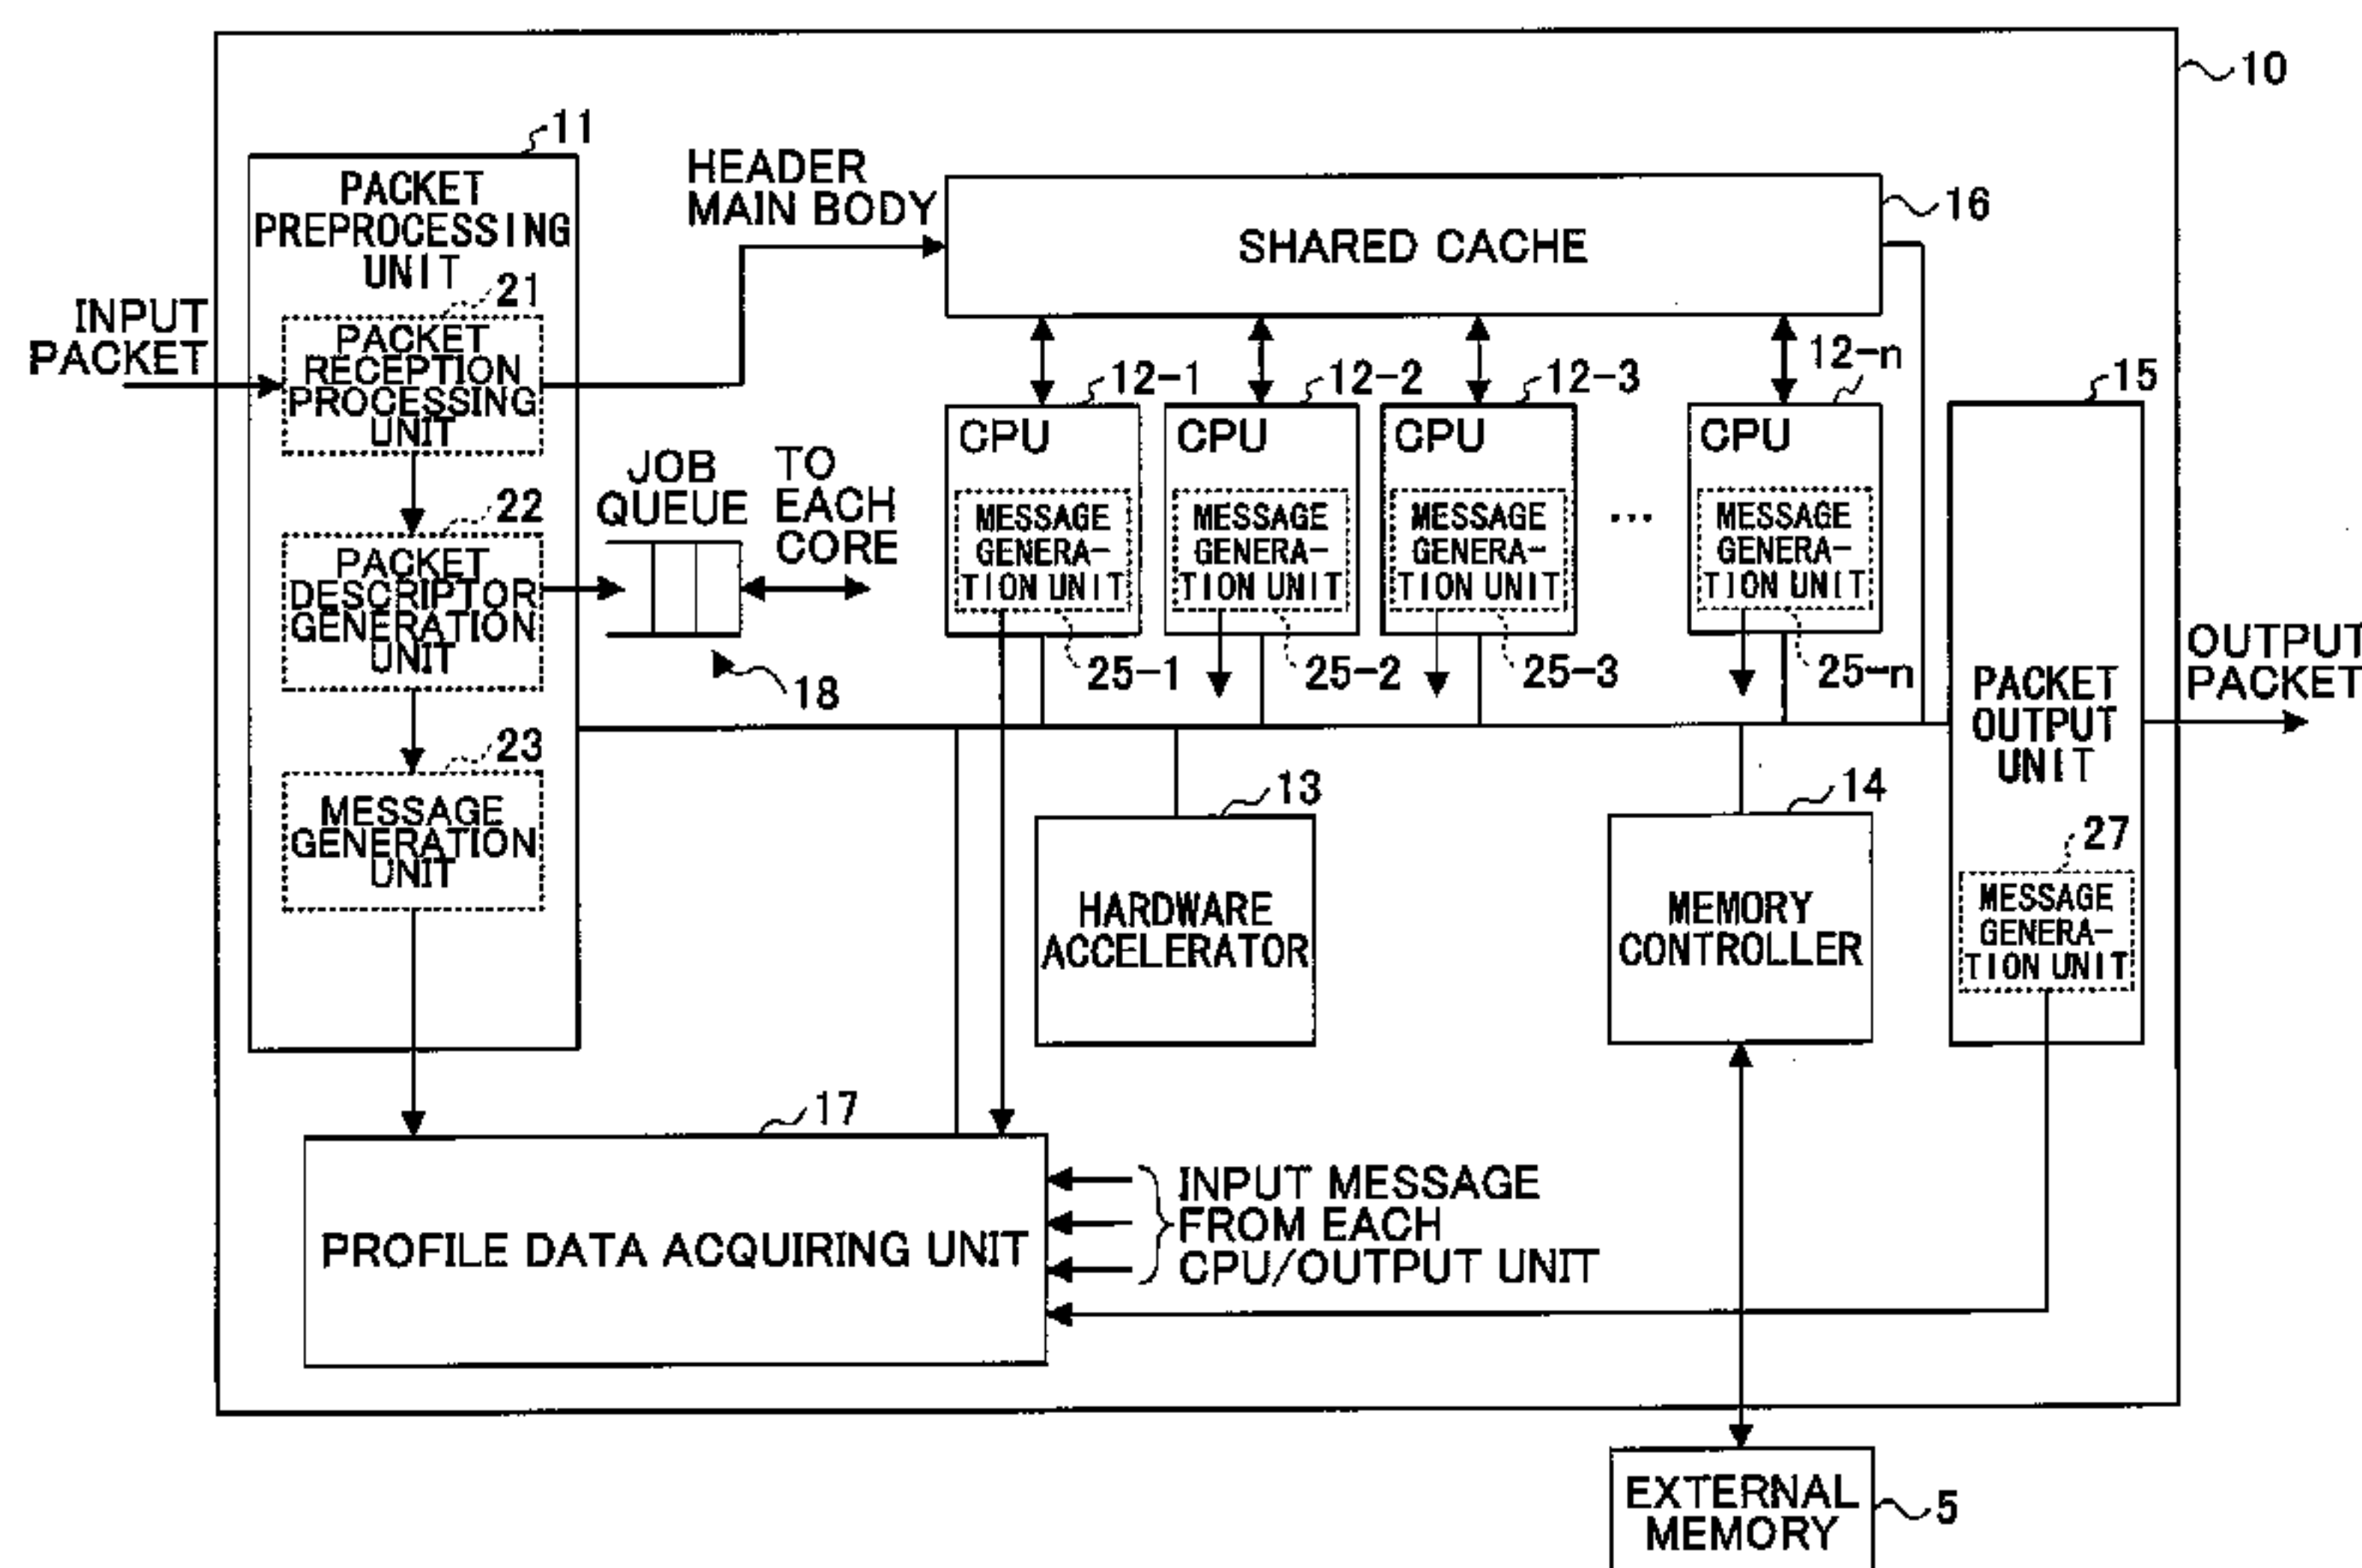 10
11
PACKET
PREPROCESSING
UNIT
INPUT
PACKET
21
PACKET
RECEPTION
PROCESSING
UNIT
22
PACKET
DESCRIPTOR
GENERATION
UNIT
23
MESSAGE
GENERATION
UNIT
HEADER
MAIN BODY
SHARED CACHE
16
JOB
QUEUE
TO
EACH
CORE
18
12-1
CPU
MESSAGE
GENERA-
TION UNIT
25-1
12-2
CPU
MESSAGE
GENERA-
TION UNIT
25-2
12-3
CPU
MESSAGE
GENERA-
TION UNIT
25-3
...
12-n
CPU
MESSAGE
GENERA-
TION UNIT
25-n
15
PACKET
OUTPUT
UNIT
27
MESSAGE
GENERA-
TION UNIT
OUTPUT
PACKET
13
HARDWARE
ACCELERATOR
14
MEMORY
CONTROLLER
17
PROFILE DATA ACQUIRING UNIT
INPUT MESSAGE
FROM EACH
CPU/OUTPUT UNIT
EXTERNAL
MEMORY
5